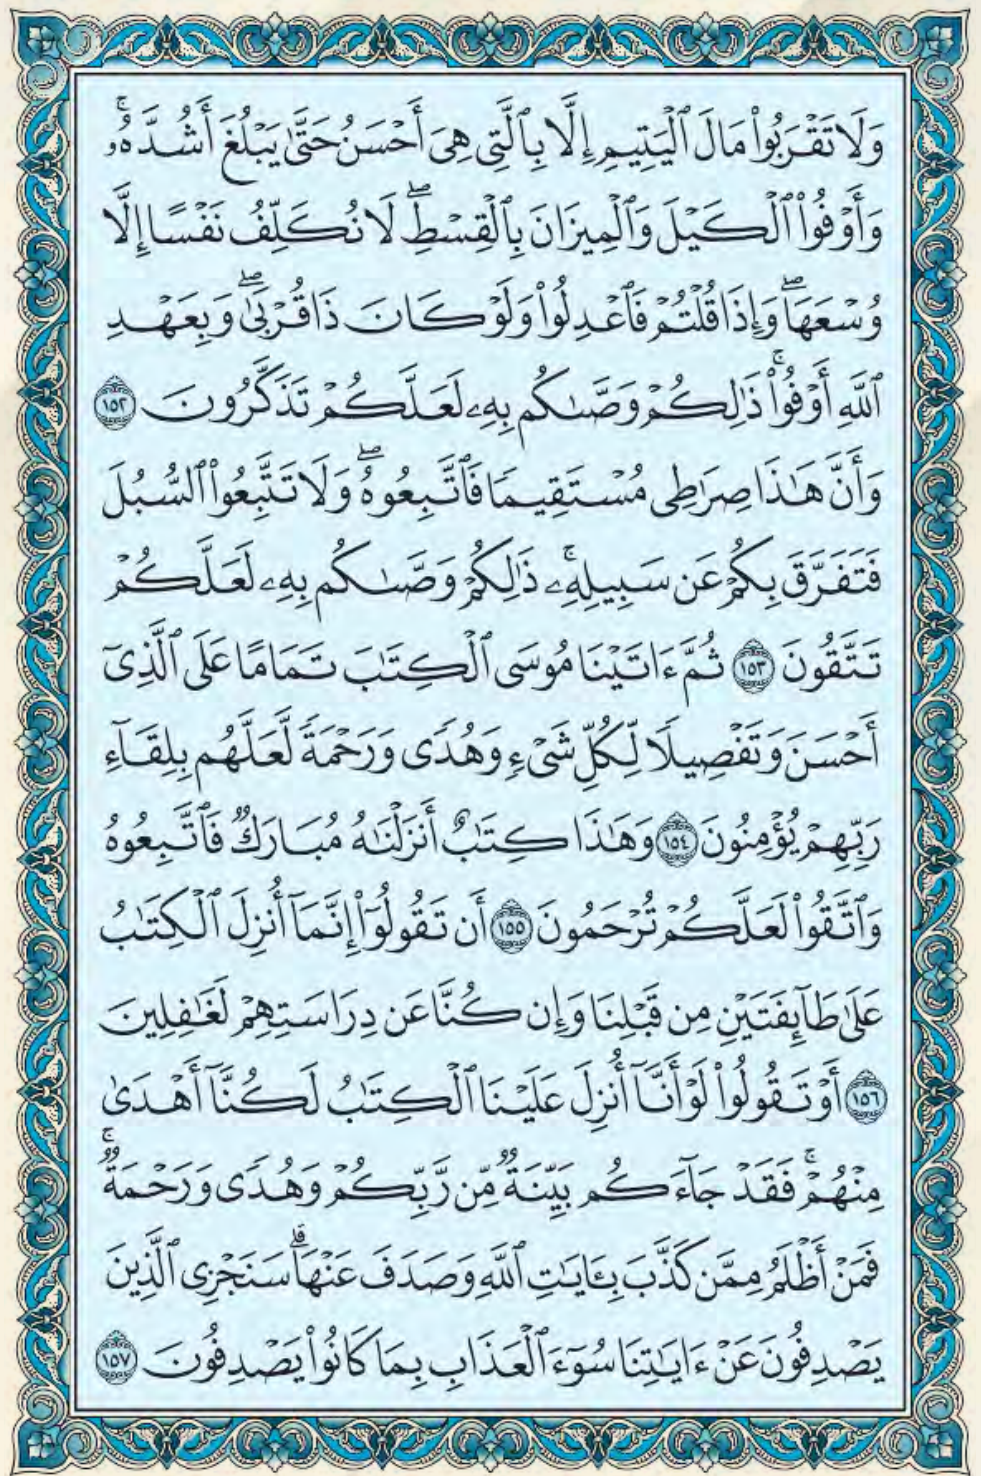 وَلَا تَقْرَبُوا۟ مَالَ ٱلْيَتِيمِ إِلَّا بِٱلَّتِى هِىَ أَحْسَنُ حَتَّىٰ يَبْلُغَ أَشُدَّهُۥ ۚ
وَأَوْفُوا۟ ٱلْكَيْلَ وَٱلْمِيزَانَ بِٱلْقِسْطِ ۖ لَا نُكَلِّفُ نَفْسًا إِلَّا
وُسْعَهَا ۖ وَإِذَا قُلْتُمْ فَٱعْدِلُوا۟ وَلَوْ كَانَ ذَا قُرْبَىٰ ۖ وَبِعَهْدِ
ٱللَّهِ أَوْفُوا۟ ۚ ذَٰلِكُمْ وَصَّىٰكُم بِهِۦ لَعَلَّكُمْ تَذَكَّرُونَ ١٥٢
وَأَنَّ هَٰذَا صِرَٰطِى مُسْتَقِيمًا فَٱتَّبِعُوهُ ۖ وَلَا تَتَّبِعُوا۟ ٱلسُّبُلَ
فَتَفَرَّقَ بِكُمْ عَن سَبِيلِهِۦ ۚ ذَٰلِكُمْ وَصَّىٰكُم بِهِۦ لَعَلَّكُمْ
تَتَّقُونَ ١٥٣ ثُمَّ ءَاتَيْنَا مُوسَى ٱلْكِتَٰبَ تَمَامًا عَلَى ٱلَّذِىٓ
أَحْسَنَ وَتَفْصِيلًا لِّكُلِّ شَىْءٍ وَهُدًى وَرَحْمَةً لَّعَلَّهُم بِلِقَآءِ
رَبِّهِمْ يُؤْمِنُونَ ١٥٤ وَهَٰذَا كِتَٰبٌ أَنزَلْنَٰهُ مُبَارَكٌ فَٱتَّبِعُوهُ
وَٱتَّقُوا۟ لَعَلَّكُمْ تُرْحَمُونَ ١٥٥ أَن تَقُولُوٓا۟ إِنَّمَآ أُنزِلَ ٱلْكِتَٰبُ
عَلَىٰ طَآئِفَتَيْنِ مِن قَبْلِنَا وَإِن كُنَّا عَن دِرَاسَتِهِمْ لَغَٰفِلِينَ
١٥٦ أَوْ تَقُولُوا۟ لَوْ أَنَّآ أُنزِلَ عَلَيْنَا ٱلْكِتَٰبُ لَكُنَّآ أَهْدَىٰ
مِنْهُمْ ۚ فَقَدْ جَآءَكُم بَيِّنَةٌ مِّن رَّبِّكُمْ وَهُدًى وَرَحْمَةٌ ۚ
فَمَنْ أَظْلَمُ مِمَّن كَذَّبَ بِـَٔايَٰتِ ٱللَّهِ وَصَدَفَ عَنْهَا ۗ سَنَجْزِى ٱلَّذِينَ
يَصْدِفُونَ عَنْ ءَايَٰتِنَا سُوٓءَ ٱلْعَذَابِ بِمَا كَانُوا۟ يَصْدِفُونَ ١٥٧